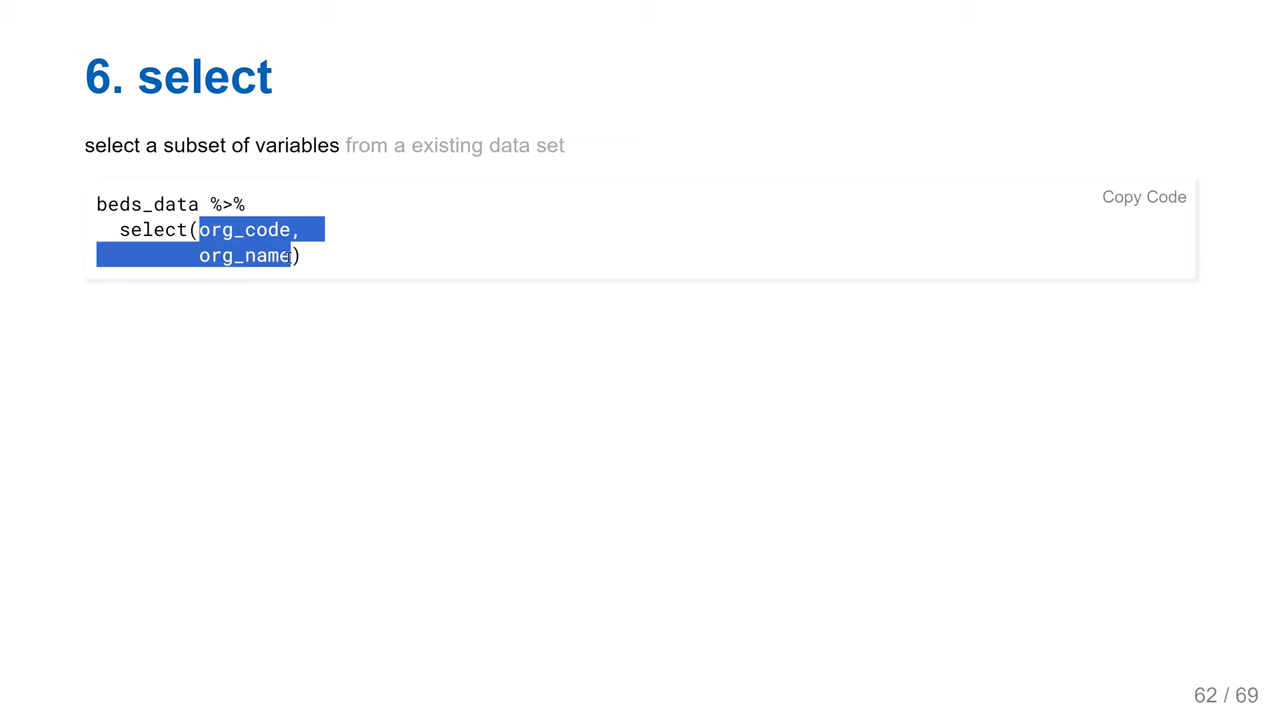 6. select
select a subset of variables from a existing data set
Copy Code
beds_data %>%
select(org_code,
org_name)
62 / 69